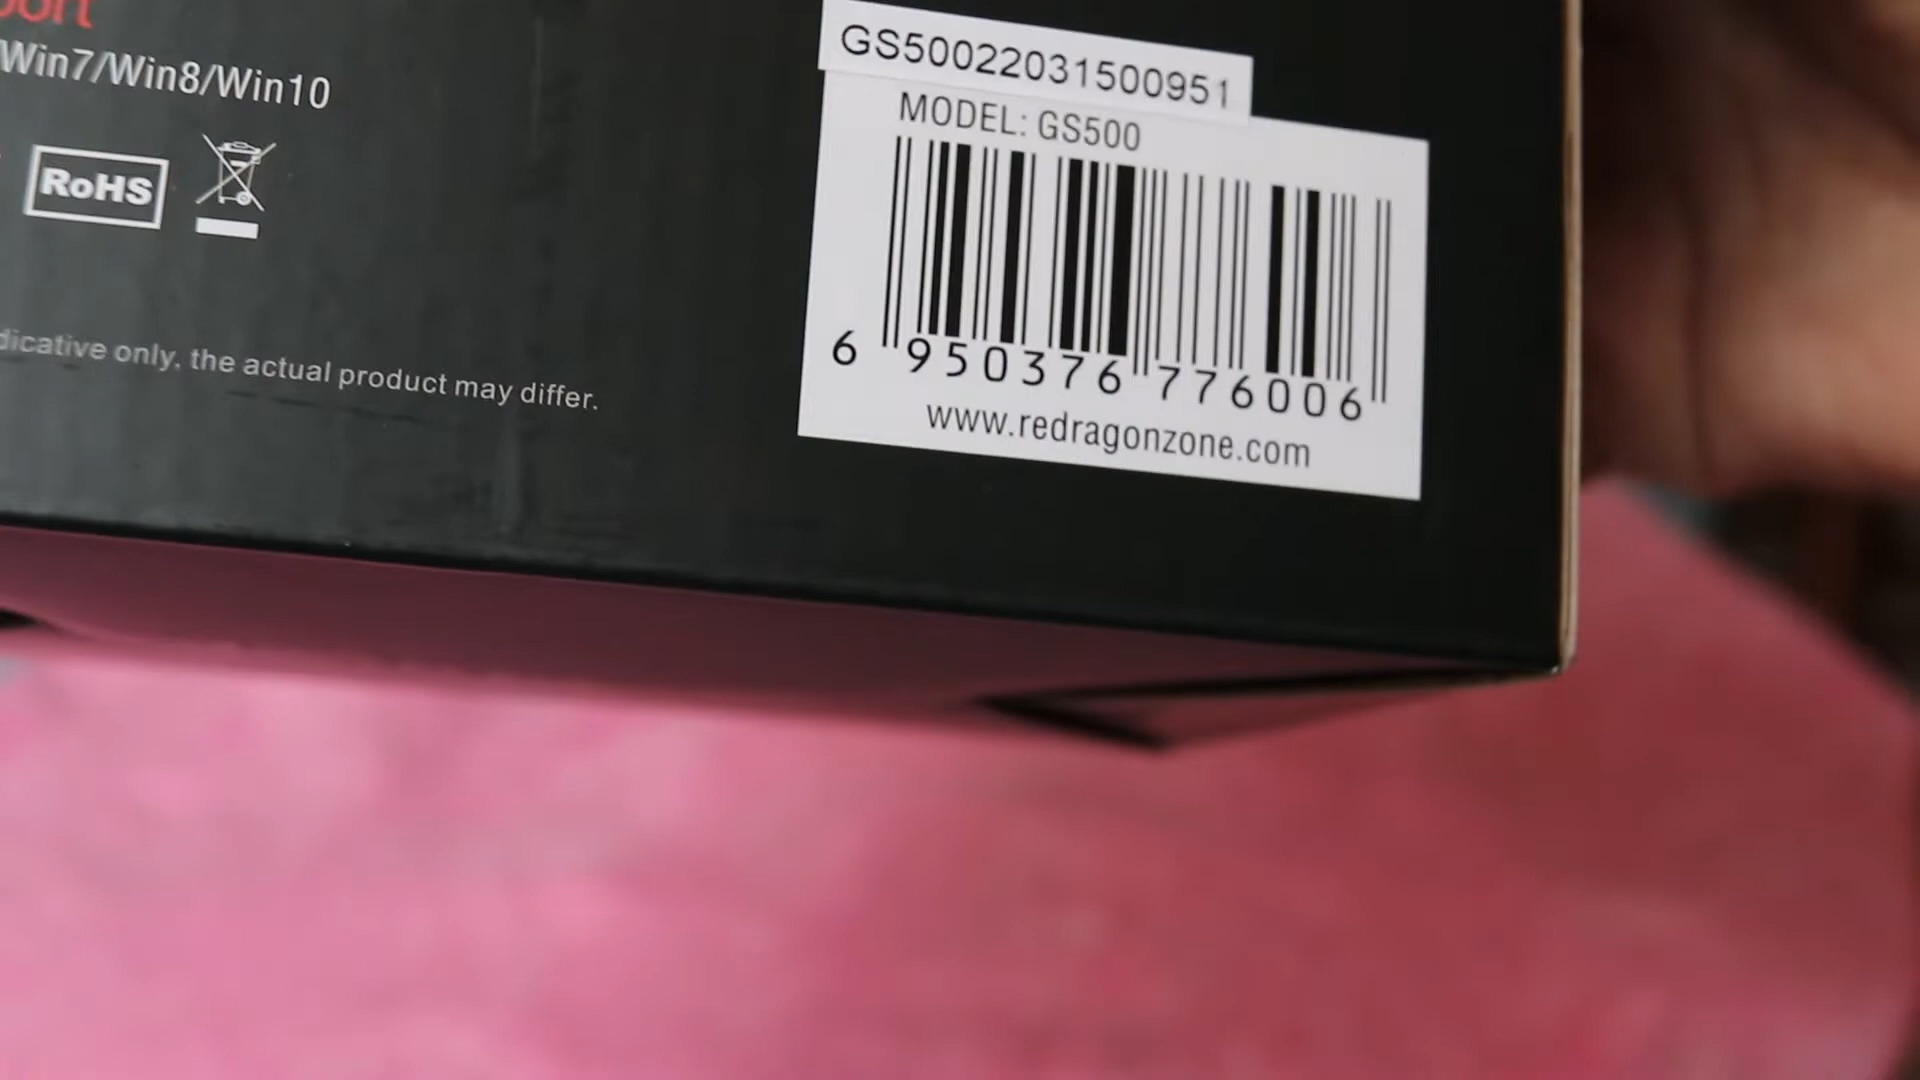 /Win7/Win8/Win10
RoHS
only, the actual product may differ.
GS50022031500951
MODEL: GS500
6 950376 776006
www.redragonzone.com